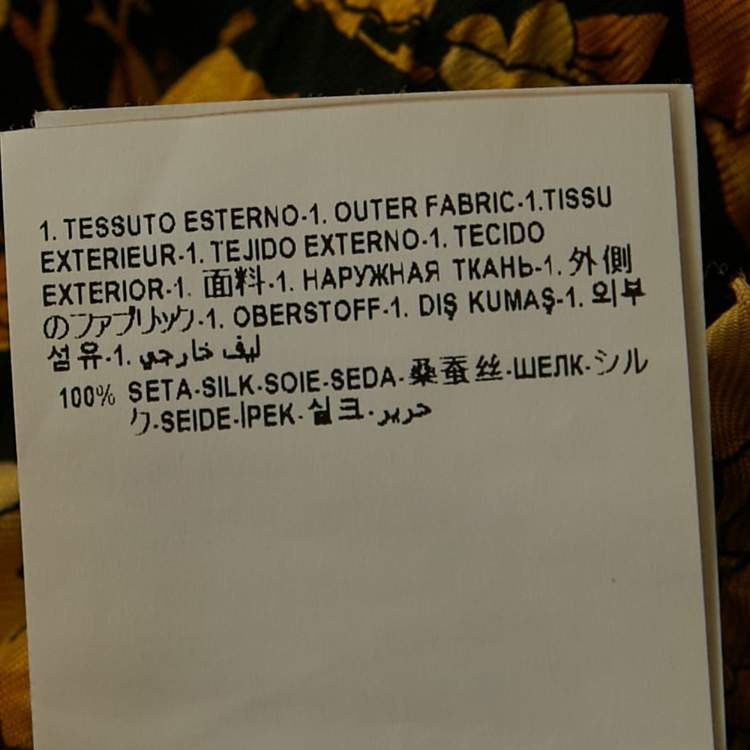 1. TESSUTO ESTERNO-1. OUTER FABRIC-1.TISSU
EXTERIEUR-1. TEJIDO EXTERNO-1. TECIDO
EXTERIOR-1. 面料-1. НАРУЖНАЯ ТКАНЬ-1. 外側
のファブリック-1. OBERSTOFF-1. DIŞ KUMAŞ-1. 외부
섬유-1. ليف خارجي
100% SETA-SILK-SOIE-SEDA-桑蚕丝-ШЕЛК-シル
ク-SEIDE-İPEK-실크-حرير